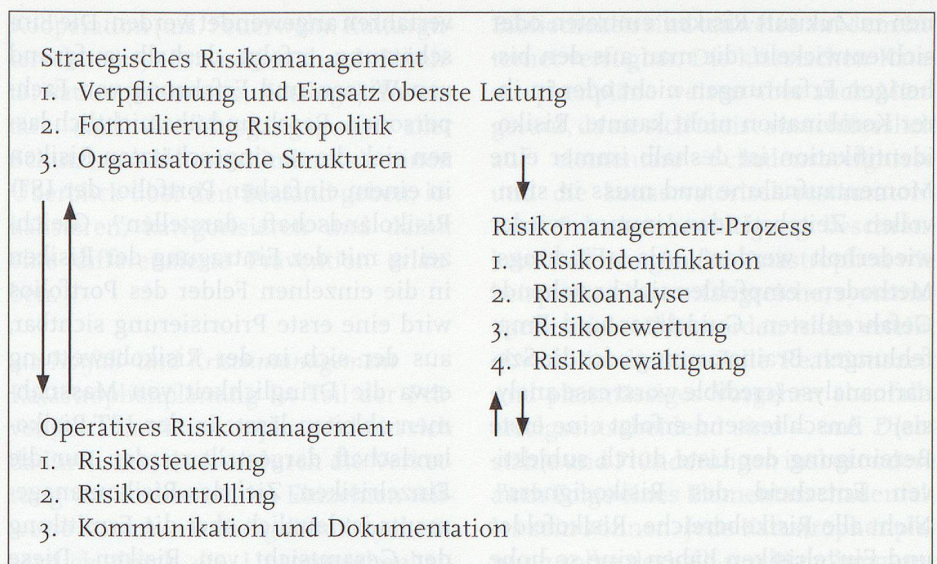 Strategisches Risikomanagement
1. Verpflichtung und Einsatz oberste Leitung
2. Formulierung Risikopolitik
3. Organisatorische Strukturen
Risikomanagement-Prozess
1. Risikoidentifikation
2. Risikoanalyse
3. Risikobewertung
4. Risikobewältigung
Operatives Risikomanagement
1. Risikosteuerung
2. Risikocontrolling
3. Kommunikation und Dokumentation